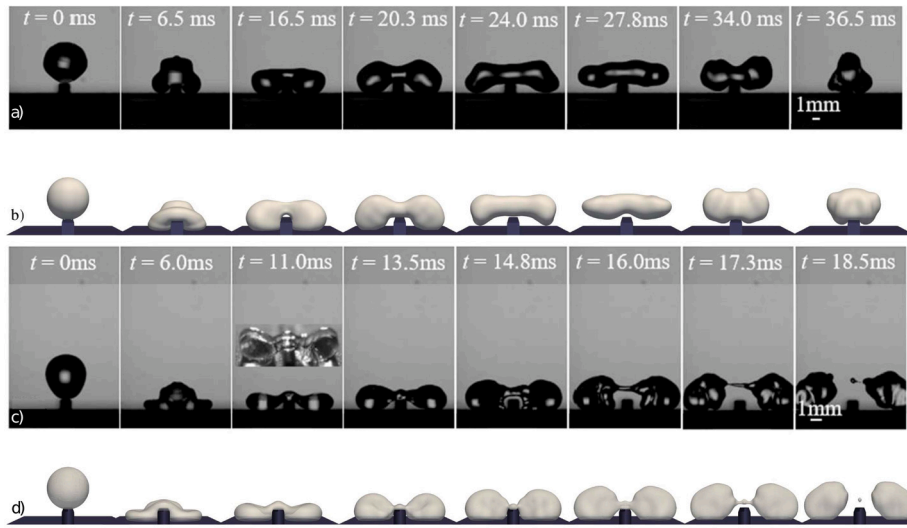 t = 0 ms t = 6.5 ms t = 16.5 ms t = 20.3 ms t = 24.0 ms t = 27.8ms t = 34.0 ms t = 36.5 ms
a) 1mm
b)
t = 0ms t = 6.0ms t = 11.0ms t = 13.5ms t = 14.8ms t = 16.0ms t = 17.3ms t = 18.5ms
c) 1mm
d)